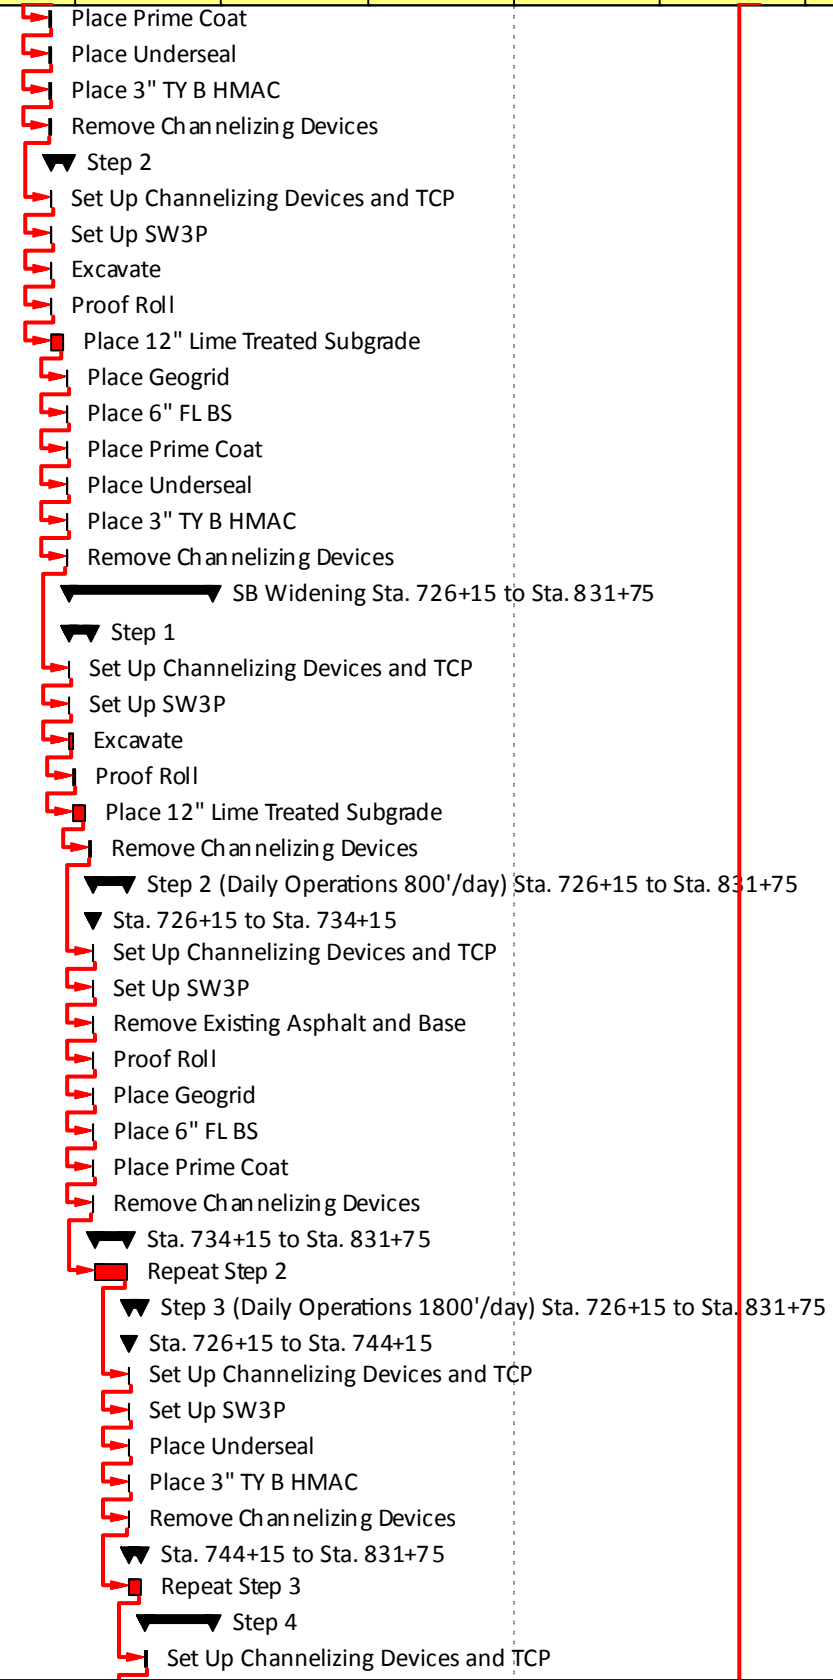 Place Prime Coat
Place Underseal
Place 3" TY B HMAC
Remove Channelizing Devices
Step 2
Set Up Channelizing Devices and TCP
Set Up SW3P
Excavate
Proof Roll
Place 12" Lime Treated Subgrade
Place Geogrid
Place 6" FL BS
Place Prime Coat
Place Underseal
Place 3" TY B HMAC
Remove Channelizing Devices
SB Widening Sta. 726+15 to Sta. 831+75
Step 1
Set Up Channelizing Devices and TCP
Set Up SW3P
Excavate
Proof Roll
Place 12" Lime Treated Subgrade
Remove Channelizing Devices
Step 2 (Daily Operations 800'/day) Sta. 726+15 to Sta. 831+75
Sta. 726+15 to Sta. 734+15
Set Up Channelizing Devices and TCP
Set Up SW3P
Remove Existing Asphalt and Base
Proof Roll
Place Geogrid
Place 6" FL BS
Place Prime Coat
Remove Channelizing Devices
Sta. 734+15 to Sta. 831+75
Repeat Step 2
Step 3 (Daily Operations 1800'/day) Sta. 726+15 to Sta. 831+75
Sta. 726+15 to Sta. 744+15
Set Up Channelizing Devices and TCP
Set Up SW3P
Place Underseal
Place 3" TY B HMAC
Remove Channelizing Devices
Sta. 744+15 to Sta. 831+75
Repeat Step 3
Step 4
Set Up Channelizing Devices and TCP